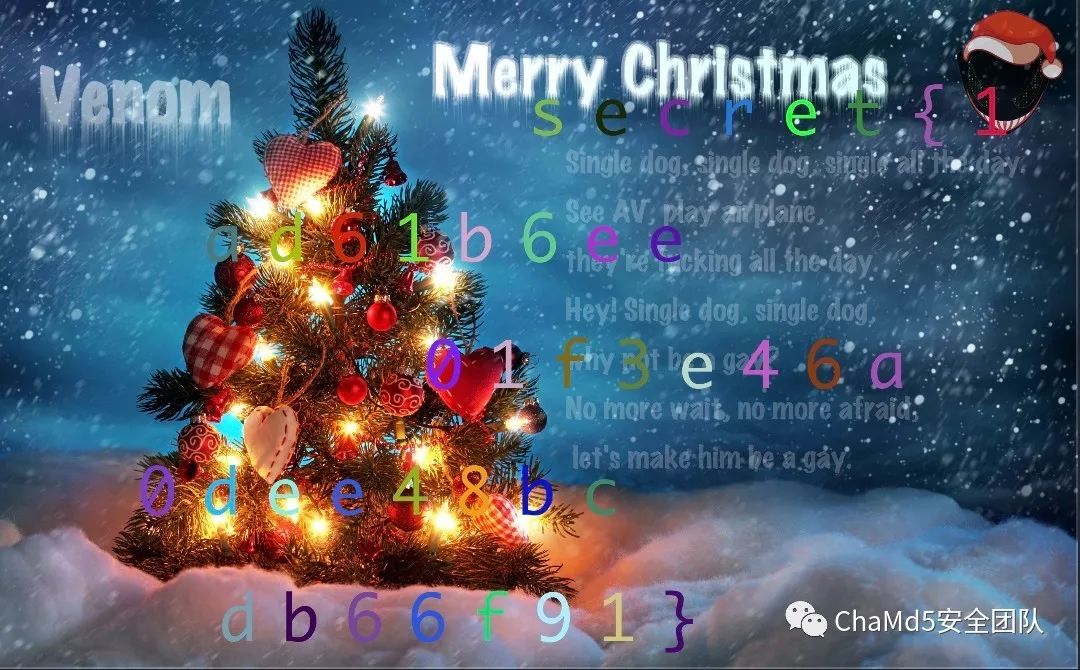 Merry Christmas
Venom
s e c r e t { 1
Single dog, single dog, single all the day.
a d 6 1 b 6 e e
See AV, play airplane
all the day
Hey! Single dog, single dog,
0 1 f 3 e 4 6 a
No more wait, no more afraid,
let's make him be a gay
0 d e e 4 8 b c
d b 6 6 f 9 1 }
ChaMd5安全团队